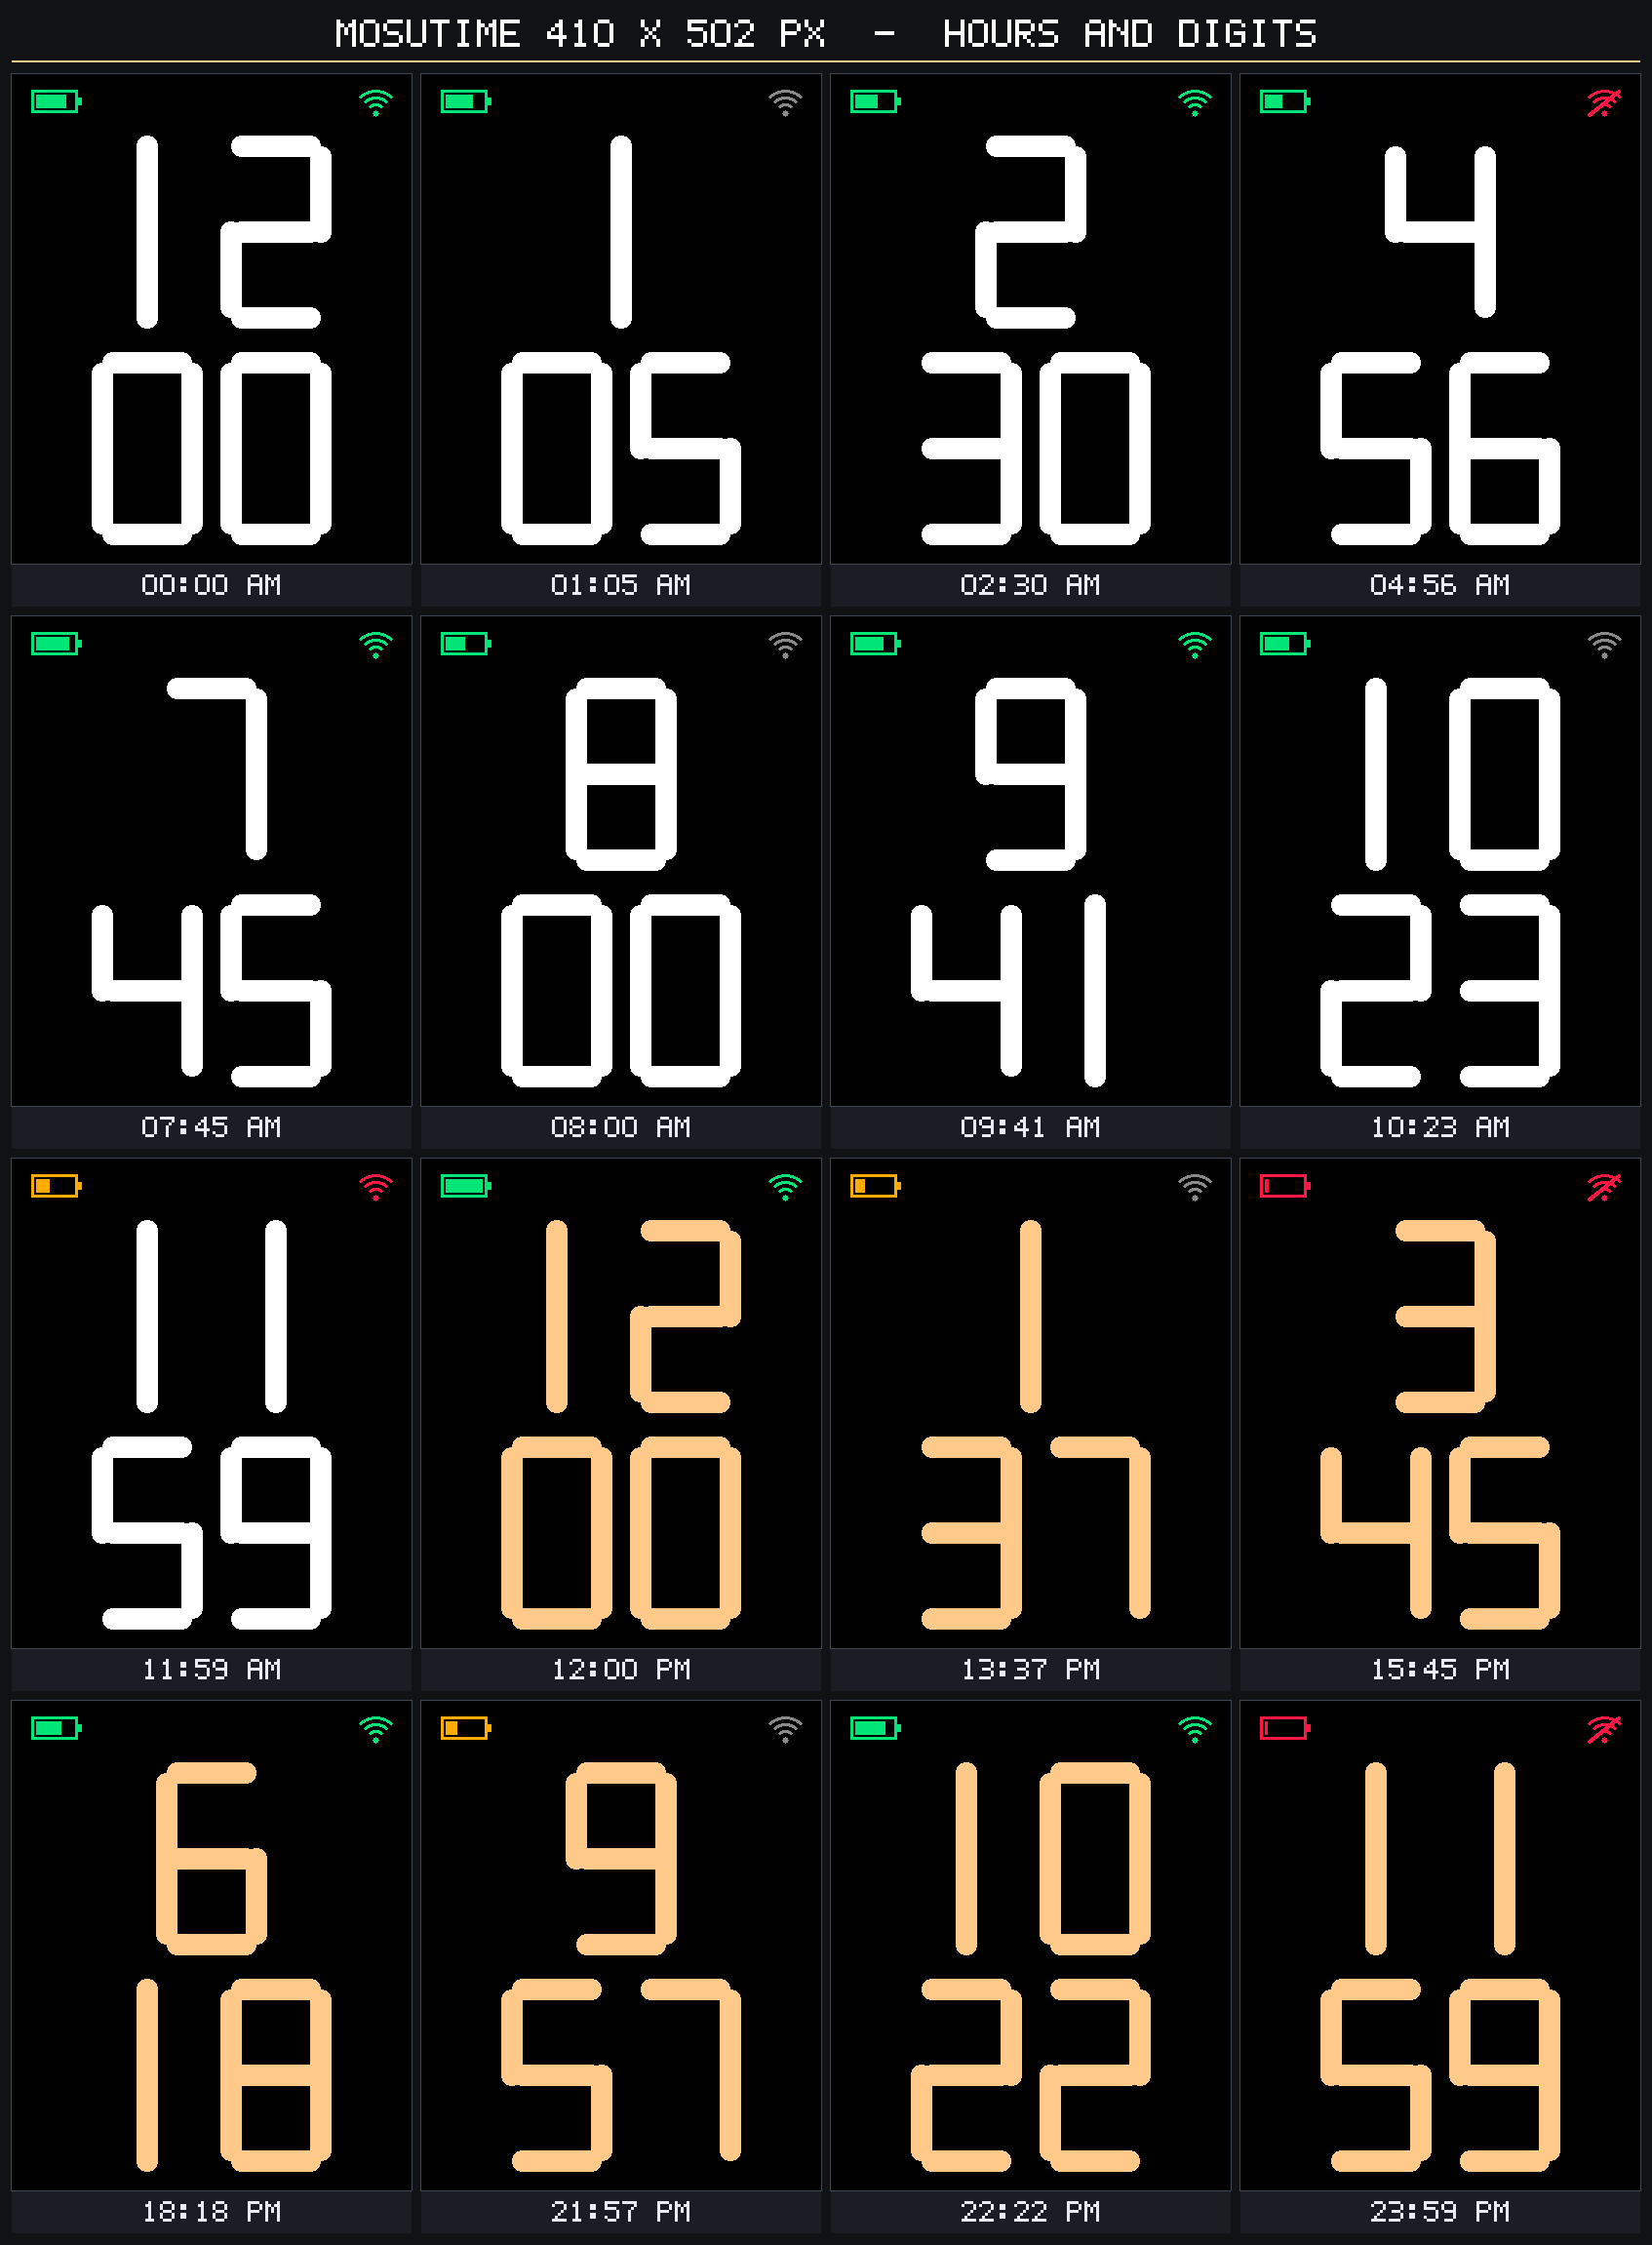 MOSUTIME 410 X 502 PX - HOURS AND DIGITS
12
00
00:00 AM
1
05
01:05 AM
2
30
02:30 AM
4
56
04:56 AM
7
45
07:45 AM
8
00
08:00 AM
9
41
09:41 AM
10
23
10:23 AM
11
59
11:59 AM
12
00
12:00 PM
1
37
13:37 PM
3
45
15:45 PM
6
18
18:18 PM
9
57
21:57 PM
10
22
22:22 PM
11
59
23:59 PM